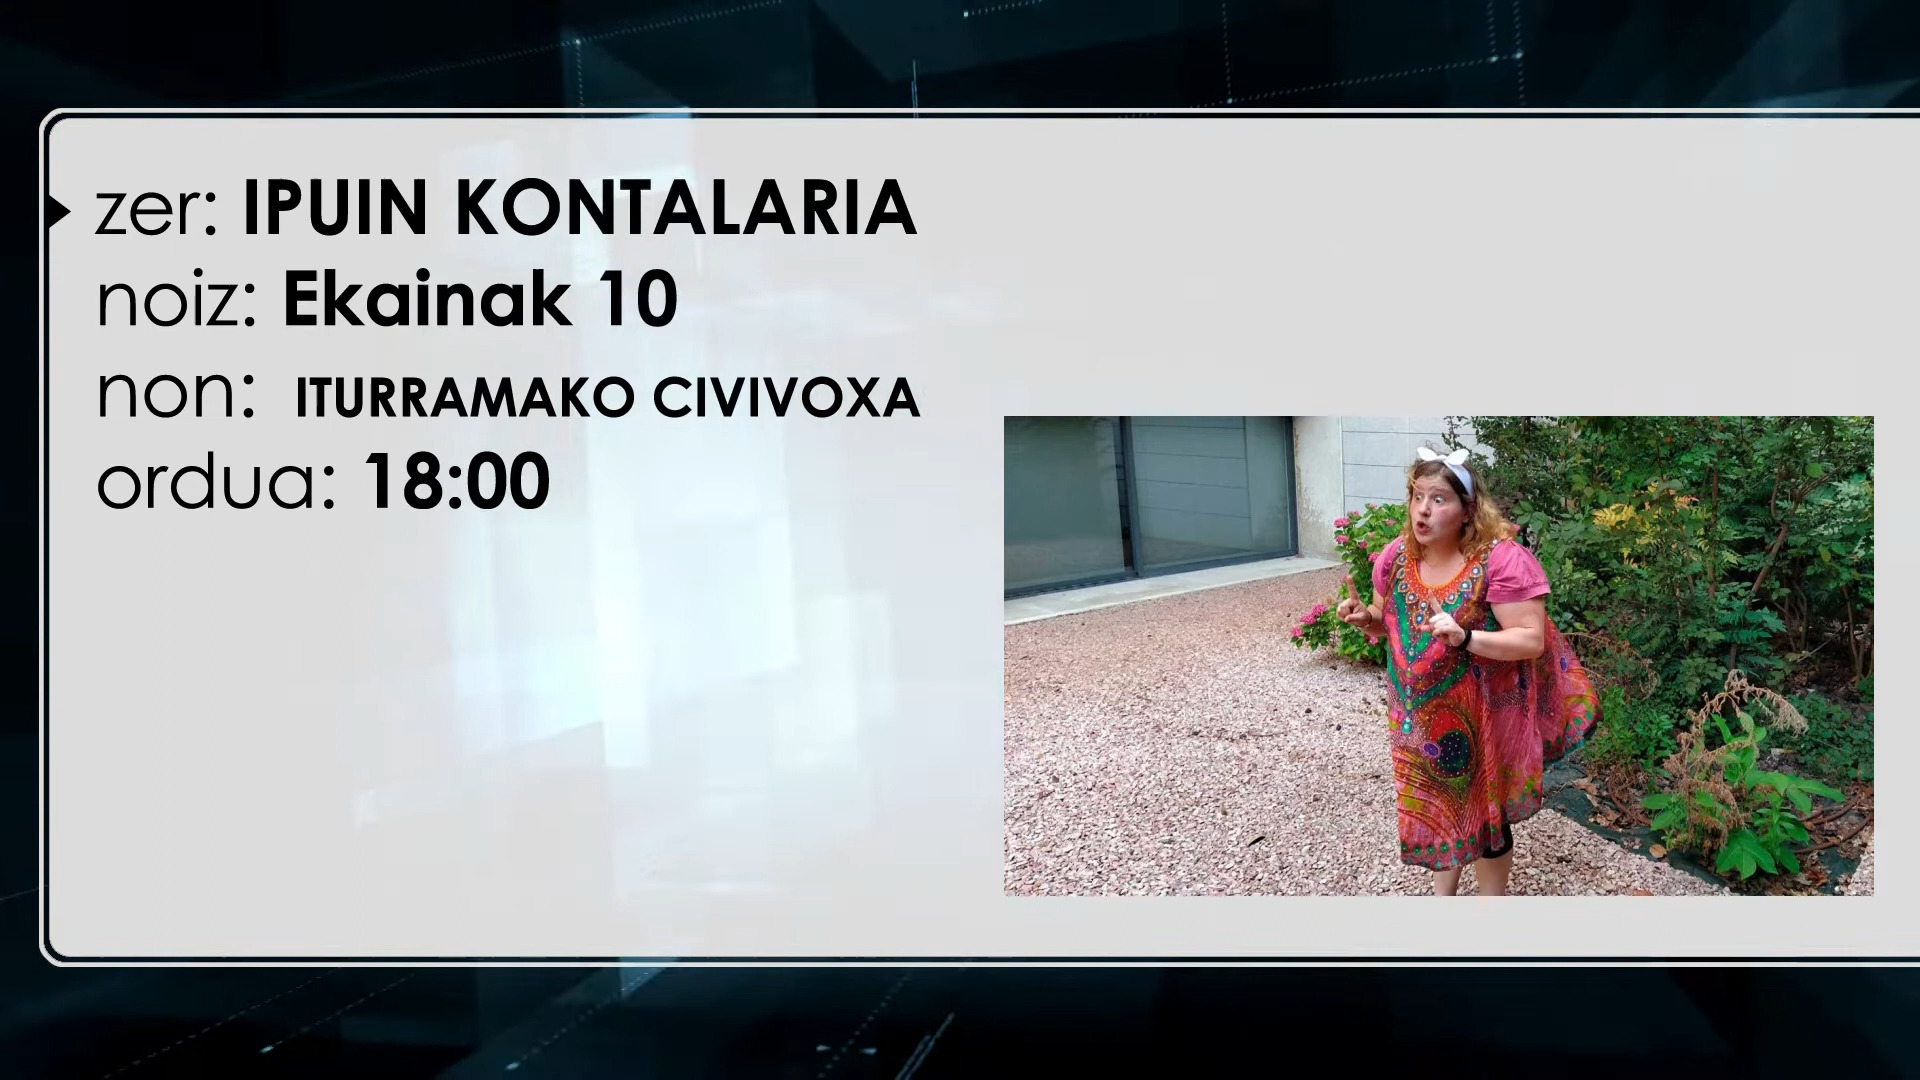 zer: IPUIN KONTALARIA
noiz: Ekainak 10
non: ITURRAMAKO CIVIVOXA
ordua: 18:00